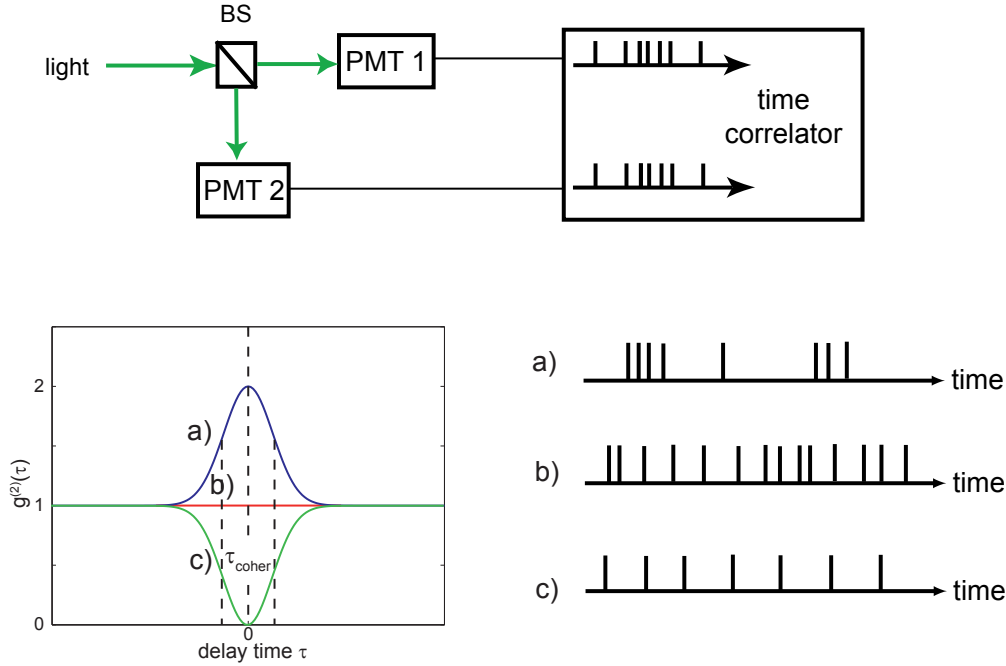 BS
light
PMT 1
PMT 2
time
correlator
2
1
0
g⁽²⁾(τ)
a)
b)
c)
τcoher
0
delay time τ
a)
time
b)
time
c)
time